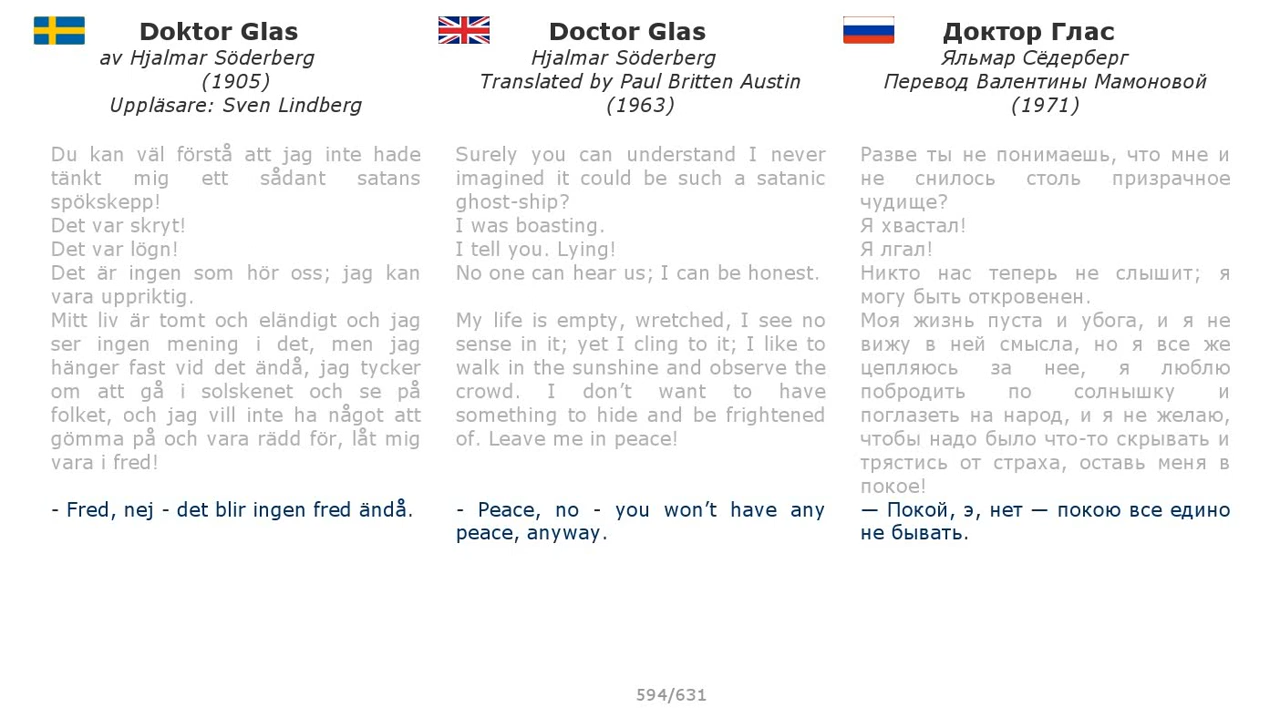 Doktor Glas
av Hjalmar Söderberg
(1905)
Uppläsare: Sven Lindberg
Du kan väl förstå att jag inte hade
tänkt mig ett sådant satans
spökskepp!
Det var skryt!
Det var lögn!
Det är ingen som hör oss; jag kan
vara uppriktig.
Mitt liv är tomt och eländigt och jag
ser ingen mening i det, men jag
hänger fast vid det ändå, jag tycker
om att gå i solskenet och se på
folket, och jag vill inte ha något att
gömma på och vara rädd för, låt mig
vara i fred!
- Fred, nej - det blir ingen fred ändå.
Doctor Glas
Hjalmar Söderberg
Translated by Paul Britten Austin
(1963)
Surely you can understand I never
imagined it could be such a satanic
ghost-ship?
I was boasting.
I tell you. Lying!
No one can hear us; I can be honest.
My life is empty, wretched, I see no
sense in it; yet I cling to it; I like to
walk in the sunshine and observe the
crowd. I don’t want to have
something to hide and be frightened
of. Leave me in peace!
- Peace, no - you won’t have any
peace, anyway.
Доктор Глас
Яльмар Сёдерберг
Перевод Валентины Мамоновой
(1971)
Разве ты не понимаешь, что мне и
не снилось столь призрачное
чудище?
Я хвастал!
Я лгал!
Никто нас теперь не слышит; я
могу быть откровенен.
Моя жизнь пуста и убога, и я не
вижу в ней смысла, но я все же
цепляюсь за нее, я люблю
побродить по солнышку и
поглазеть на народ, и я не желаю,
чтобы надо было что-то скрывать и
трястись от страха, оставь меня в
покое!
— Покой, э, нет — покою все едино
не бывать.
594/631